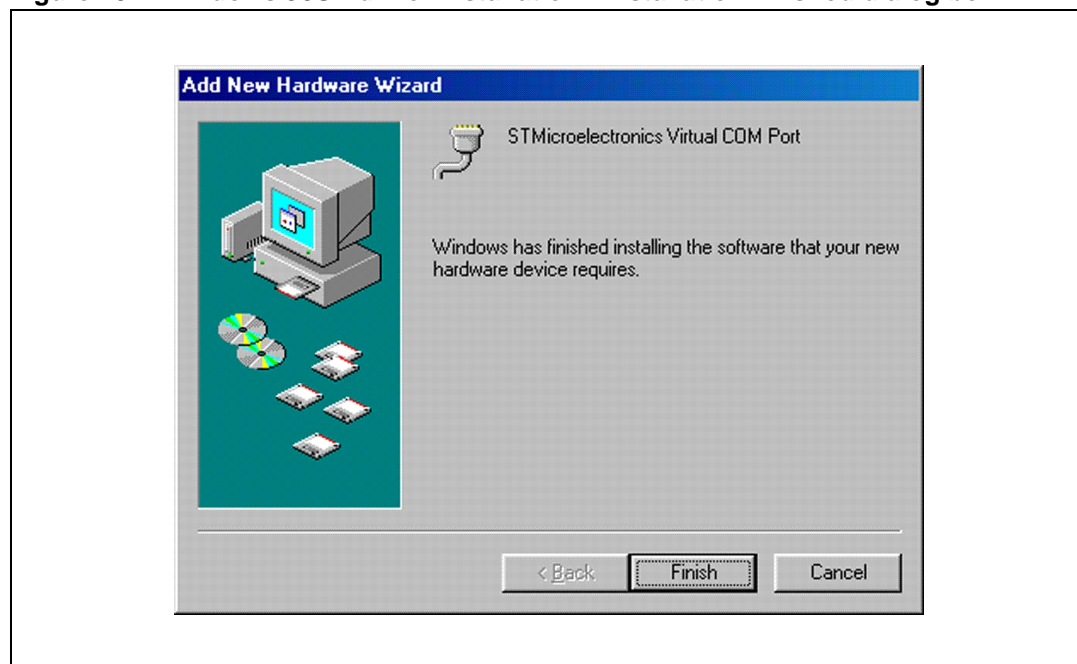 Add New Hardware Wizard
STMicroelectronics Virtual COM Port
Windows has finished installing the software that your new
hardware device requires.
< Back
Finish
Cancel